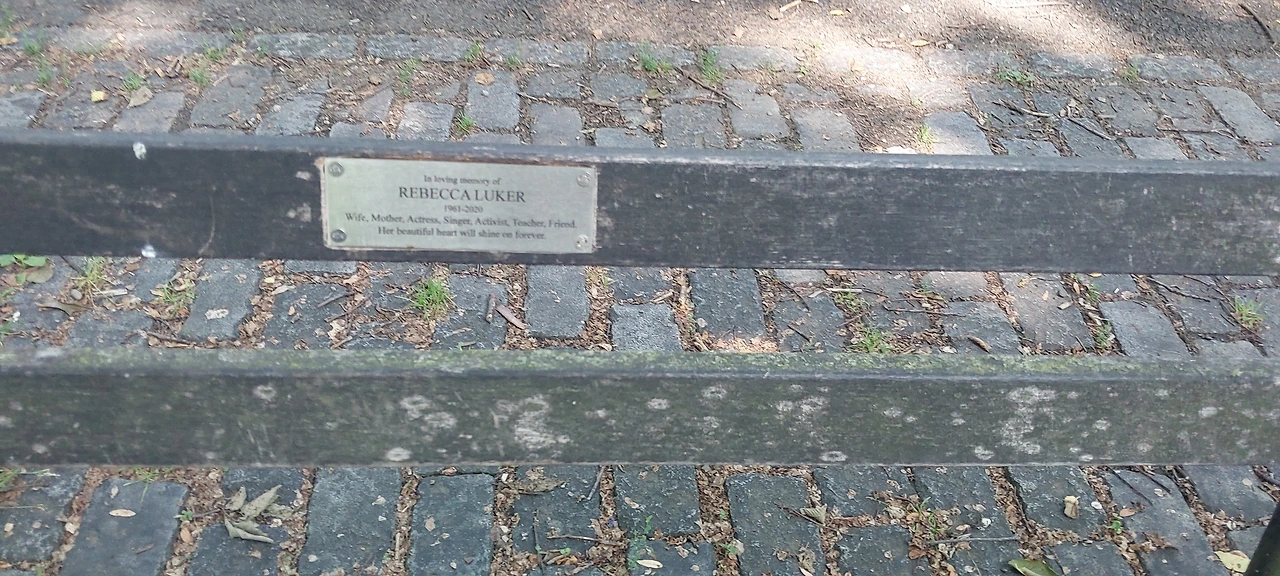 In loving memory of
REBECCA LUKER
1961-2020
Wife, Mother, Actress, Singer, Activist, Teacher, Friend.
Her beautiful heart will shine on forever.